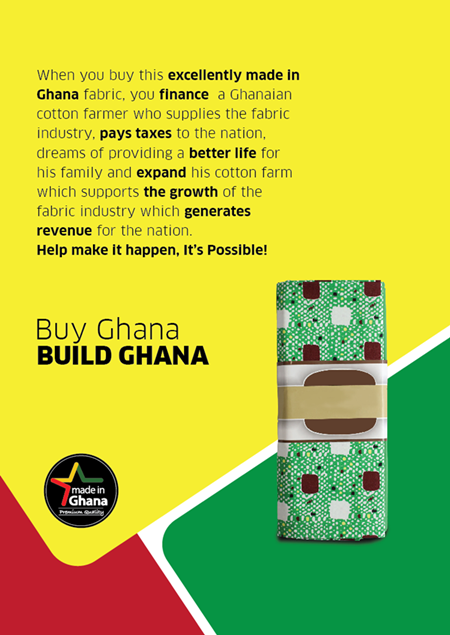 When you buy this excellently made in
Ghana fabric, you finance a Ghanaian
cotton farmer who supplies the fabric
industry, pays taxes to the nation,
dreams of providing a better life for
his family and expand his cotton farm
which supports the growth of the
fabric industry which generates
revenue for the nation.
Help make it happen, It's Possible!
Buy Ghana
BUILD GHANA
made in
Ghana
Premium Quality